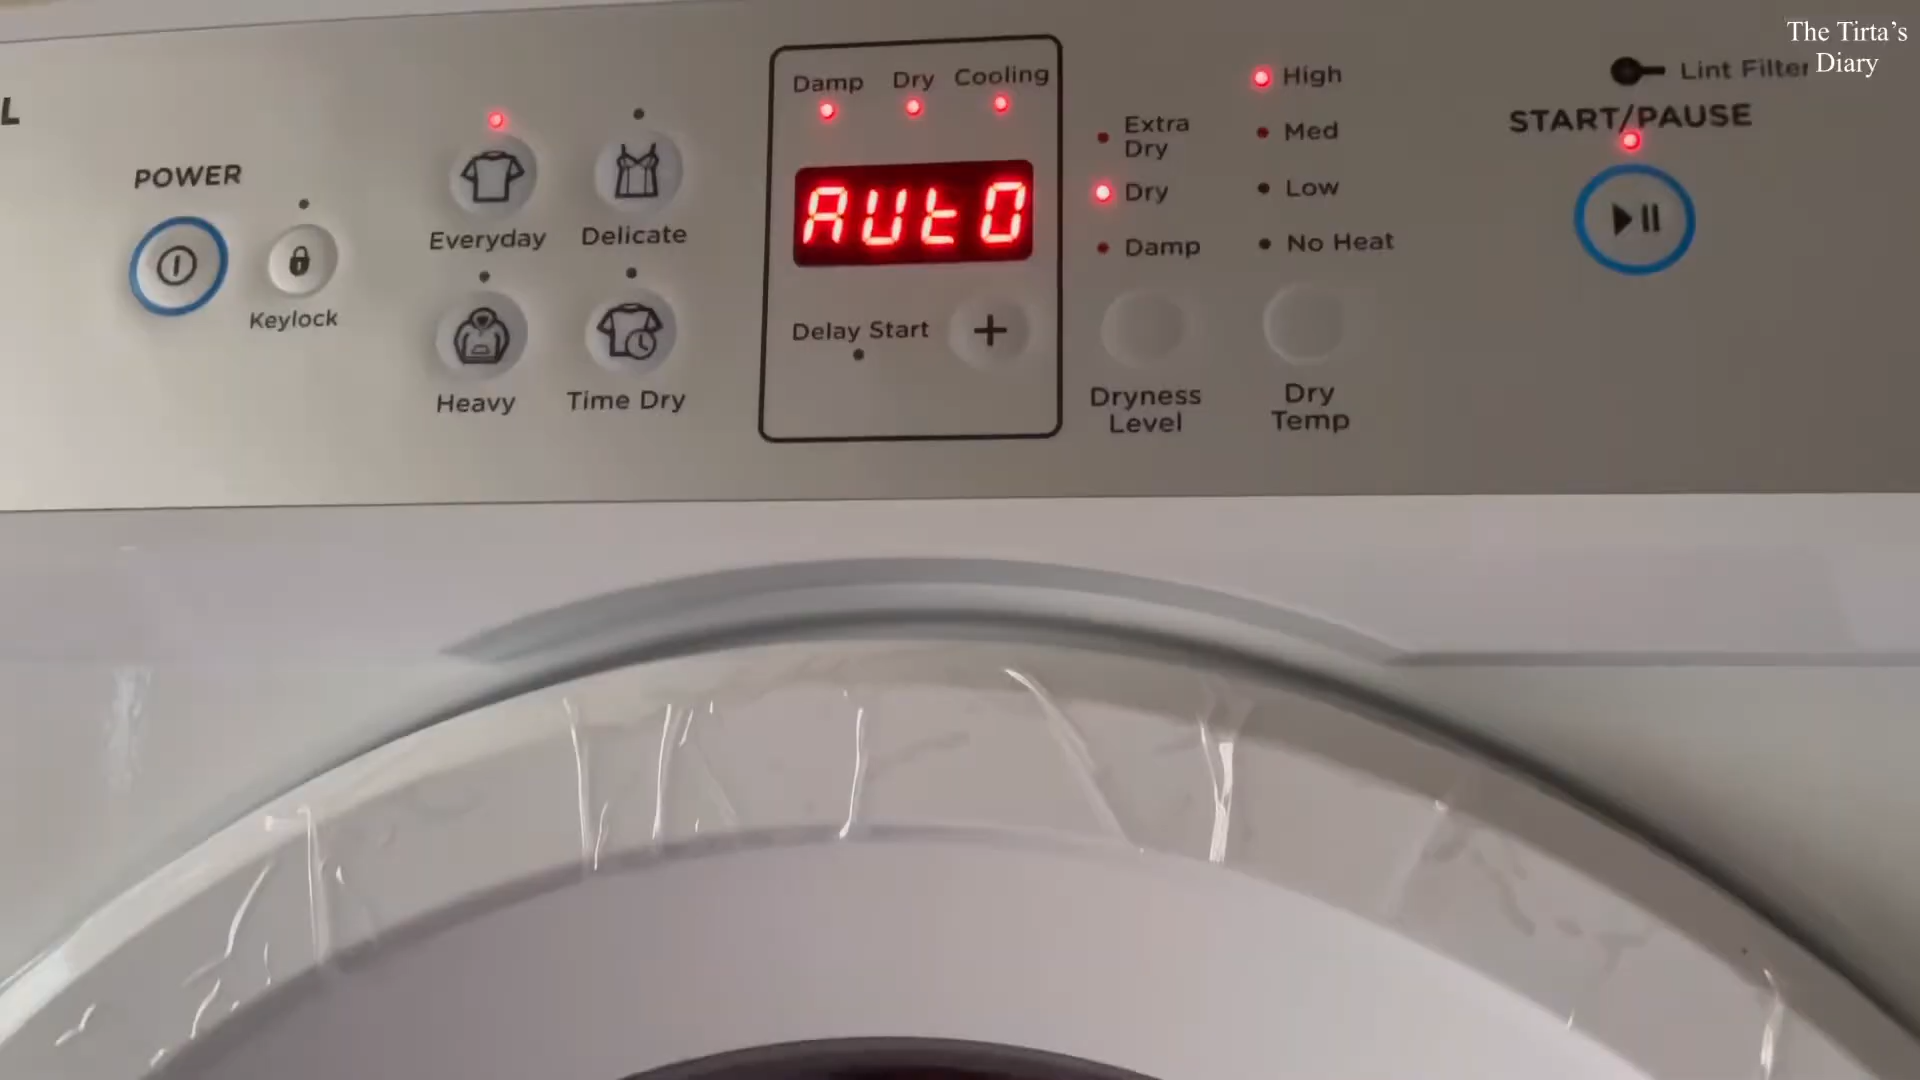 The Tirta's
Diary
L
POWER
Keylock
Everyday
Delicate
Heavy
Time Dry
Damp Dry Cooling
AUtO
Delay Start +
Extra
Dry
Dry
Damp
Dryness
Level
High
Med
Low
No Heat
Dry
Temp
Lint Filter
START/PAUSE